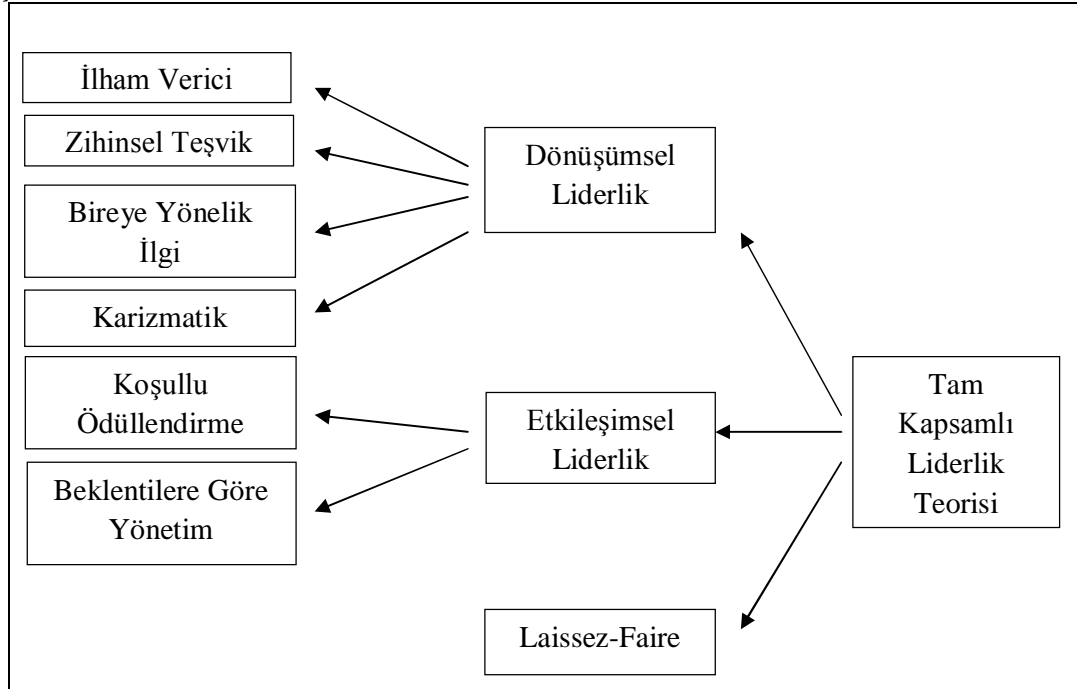 İlham Verici
Zihinsel Teşvik
Bireye Yönelik
İlgi
Karizmatik
Koşullu
Ödüllendirme
Beklentilere Göre
Yönetim
Dönüşümsel
Liderlik
Etkileşimsel
Liderlik
Laissez-Faire
Tam
Kapsamlı
Liderlik
Teorisi